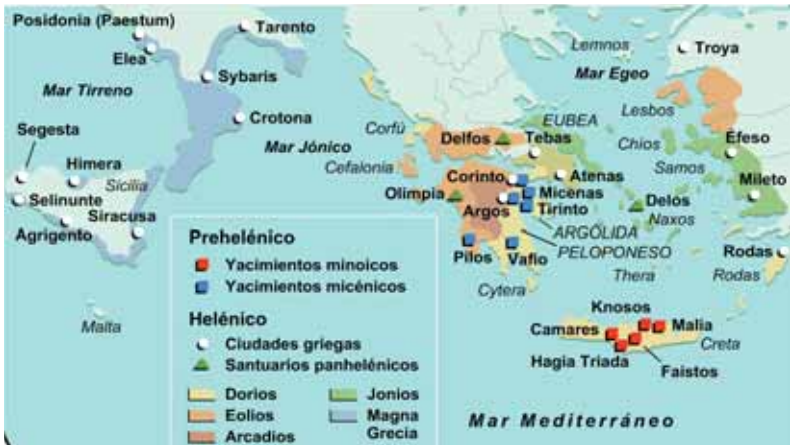 Posidonia (Paestum)
Tarento
Elea
Sybaris
Mar Tirreno
Crotona
Segesta
Mar Jónico
Himera
Sicilia
Selinunte
Siracusa
Agrigento
Malta
Lemnos
Troya
Mar Egeo
Lesbos
EUBEA
Corfú
Delfos
Tebas
Chios
Éfeso
Cefalonia
Samos
Corinto
Atenas
Mileto
Olimpia
Micenas
Delos
Argos
Tirinto
Naxos
ARGÓLIDA
PELOPONESO
Pilos
Vafio
Rodas
Thera
Rodas
Cytera
Knosos
Camares
Malia
Creta
Hagia Triada
Faistos
Mar Mediterráneo
Prehelénico
Yacimientos minoicos
Yacimientos micénicos
Helénico
Ciudades griegas
Santuarios panhelénicos
Dorios
Jonios
Eolios
Magna
Grecia
Arcadios